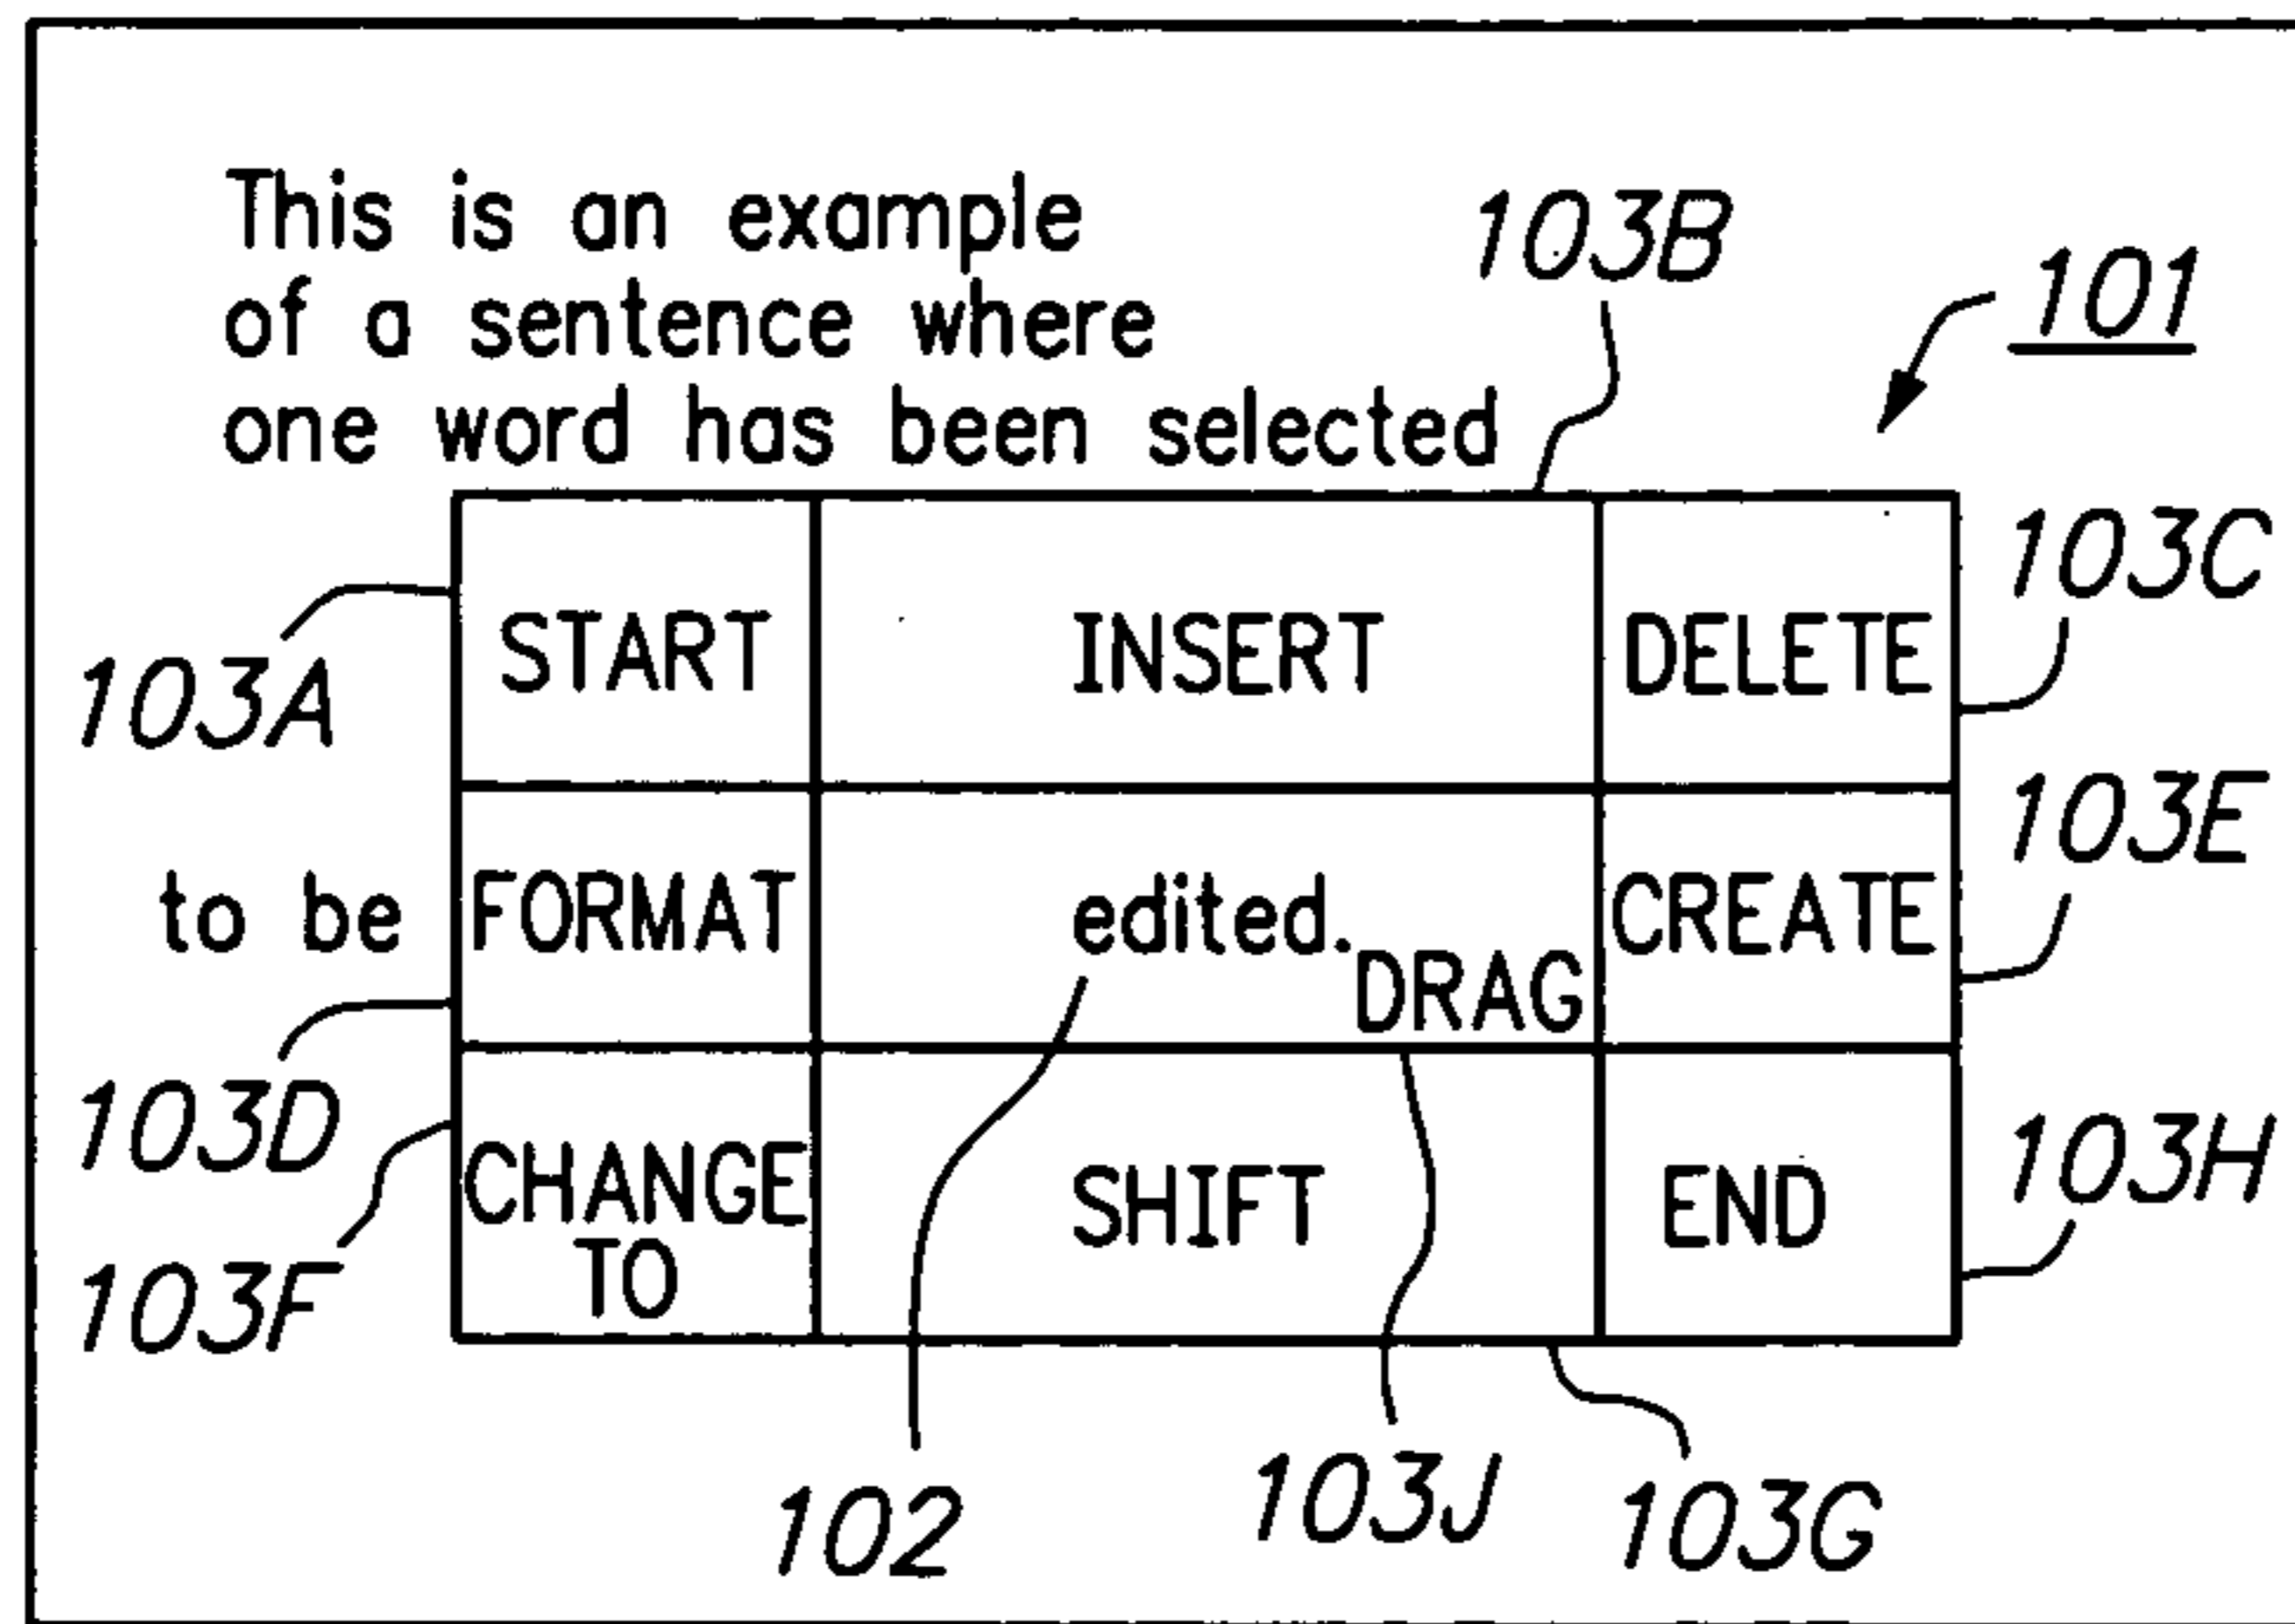 This is an example
103B
101
of a sentence where
one word has been selected
103C
START INSERT DELETE
103A
103E
to be FORMAT edited. CREATE
DRAG
103D
103H
CHANGE TO SHIFT END
103F
102 103J 103G